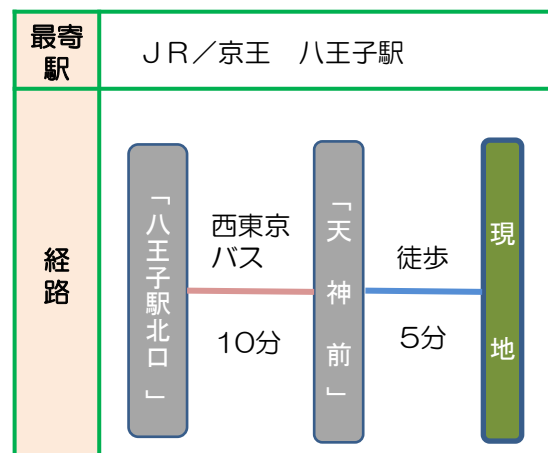 最寄
駅
ＪＲ／京王　八王子駅
経
路
「八王子駅北口」
西東京
バス
10分
「天神前」
徒歩
5分
現地